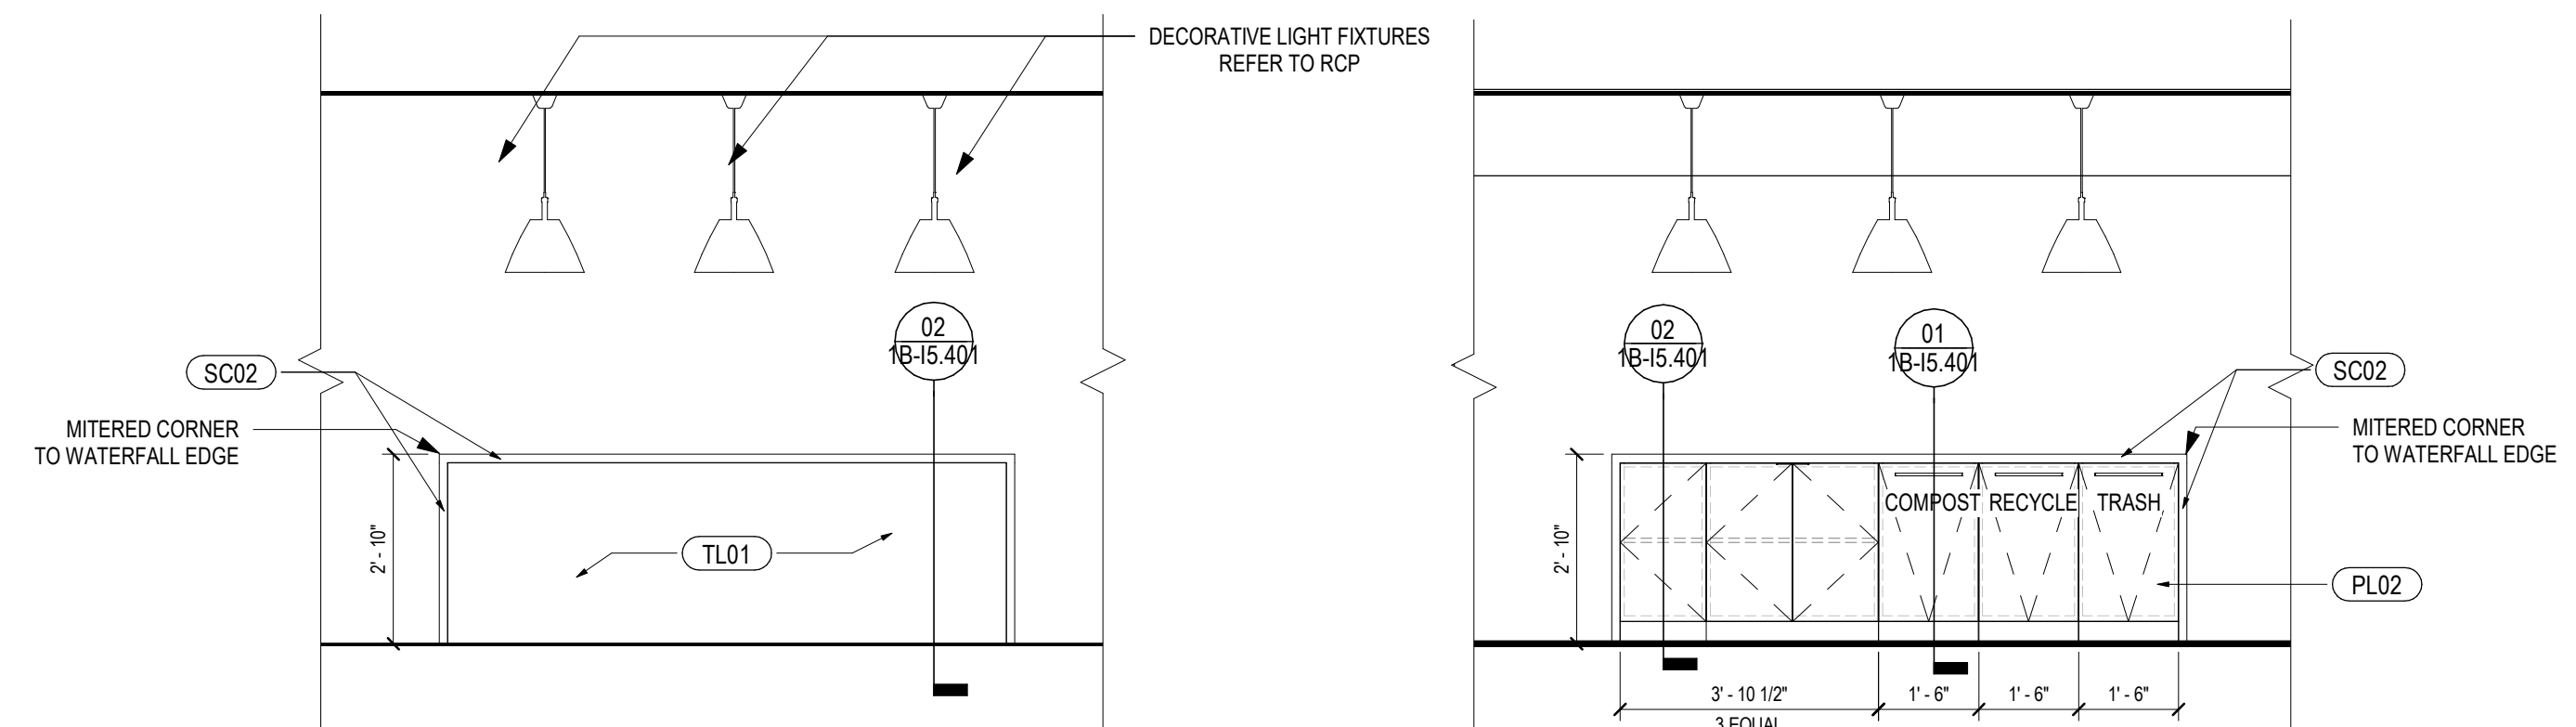 DECORATIVE LIGHT FIXTURES
REFER TO RCP
02
1B-I5.401
SC02
MITERED CORNER
TO WATERFALL EDGE
2' - 10"
TL01
02
1B-I5.401
01
1B-I5.401
SC02
MITERED CORNER
TO WATERFALL EDGE
COMPOST RECYCLE TRASH
2' - 10"
PL02
3' - 10 1/2" 1' - 6" 1' - 6" 1' - 6"
3 EQUAL